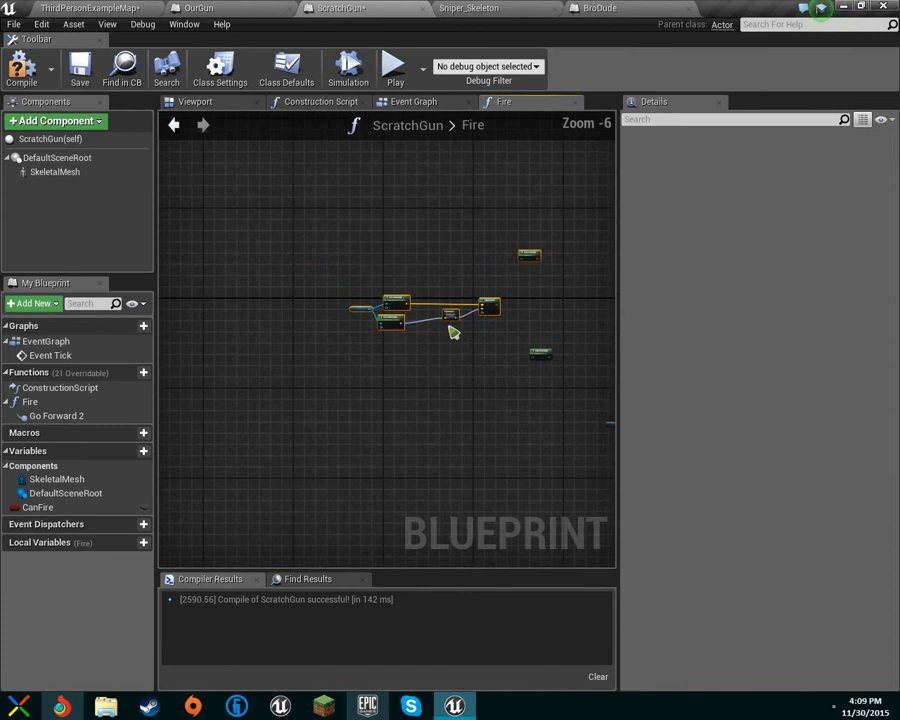 ThirdPersonExampleMap*
OurGun
ScratchGun*
Sniper_Skeleton
BroDude
File Edit Asset View Debug Window Help
Parent class: Actor
Search For Help
Toolbar
Compile
Save
Find in CB
Search
Class Settings
Class Defaults
Simulation
Play
No debug object selected
Debug Filter
Components
Viewport
Construction Script
Event Graph
Fire
Details
+Add Component
Search
ScratchGun(self)
DefaultSceneRoot
SkeletalMesh
ScratchGun > Fire
Zoom -6
My Blueprint
+Add New
Search
Graphs
EventGraph
Event Tick
Functions (21 Overridable)
ConstructionScript
Fire
Go Forward 2
Macros
Variables
Components
SkeletalMesh
DefaultSceneRoot
CanFire
Event Dispatchers
Local Variables (Fire)
BLUEPRINT
Compiler Results
Find Results
[2590.56] Compile of ScratchGun successful! [in 142 ms]
Clear
EPIC
4:09 PM
11/30/2015